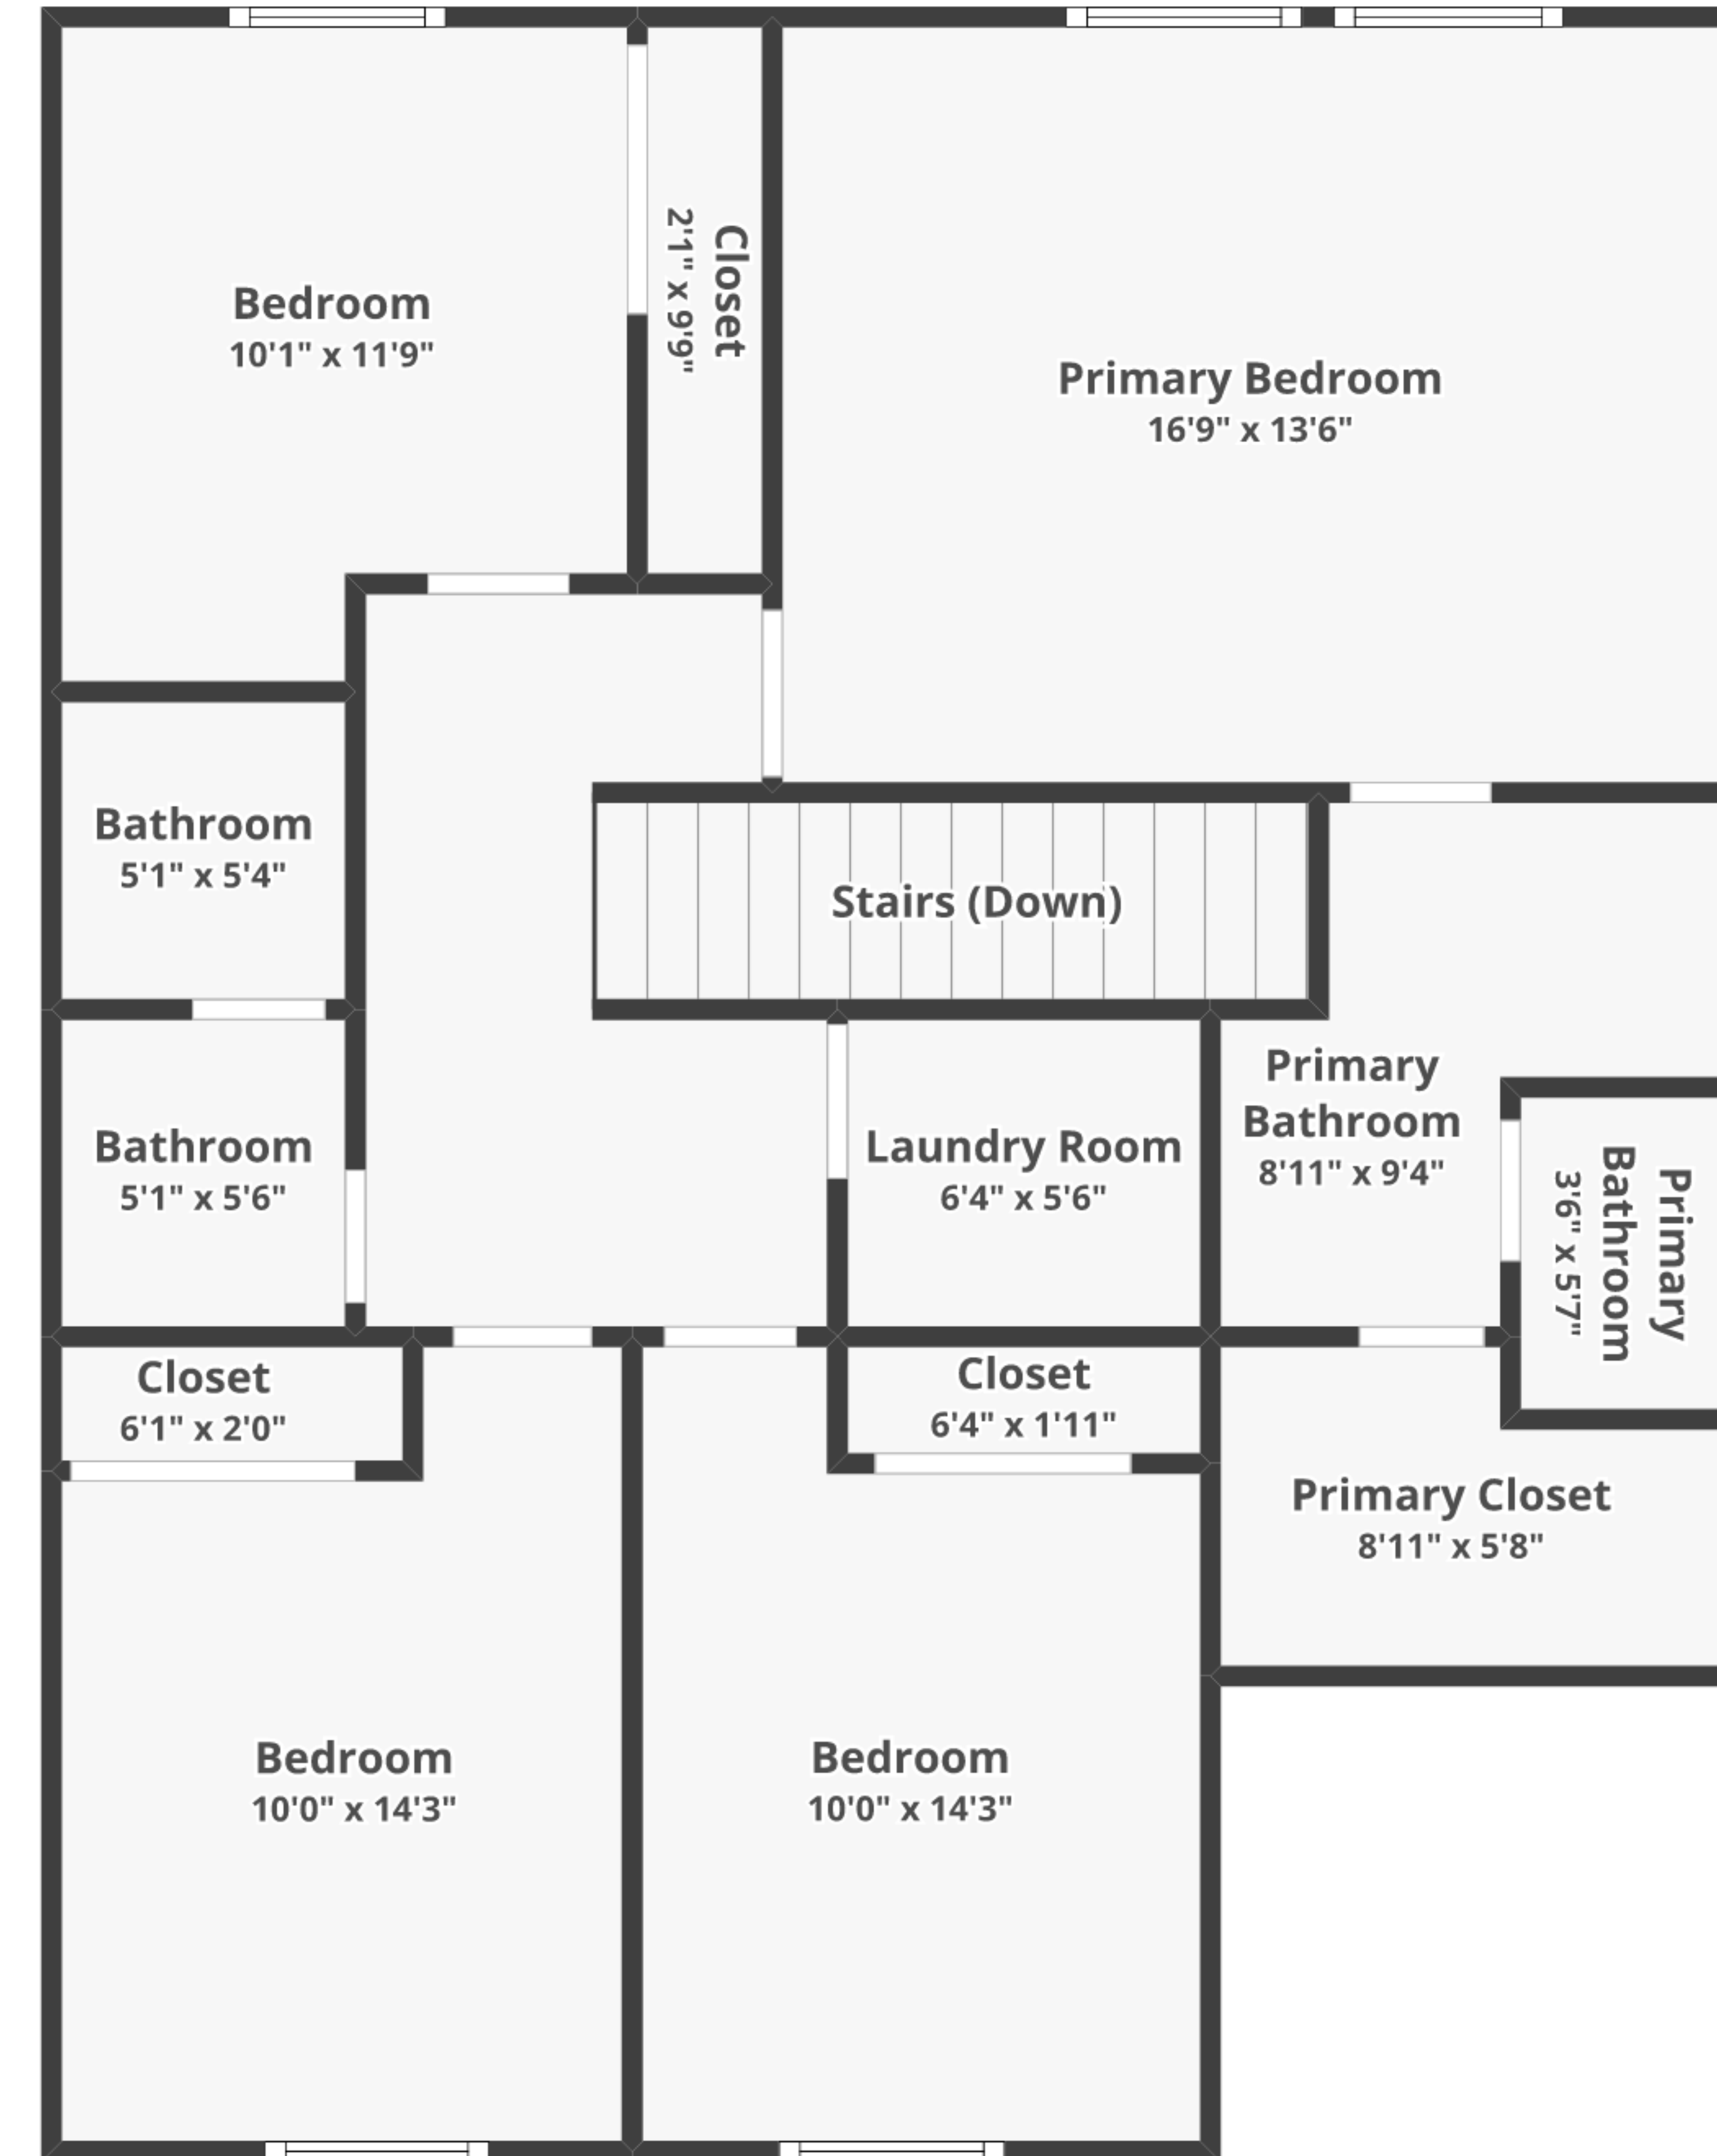 Bedroom
10'1" x 11'9"
Closet
2'1" x 9'9"
Primary Bedroom
16'9" x 13'6"
Bathroom
5'1" x 5'4"
Stairs (Down)
Bathroom
5'1" x 5'6"
Laundry Room
6'4" x 5'6"
Primary
Bathroom
8'11" x 9'4"
Primary
Bathroom
3'6" x 5'7"
Closet
6'1" x 2'0"
Closet
6'4" x 1'11"
Primary Closet
8'11" x 5'8"
Bedroom
10'0" x 14'3"
Bedroom
10'0" x 14'3"